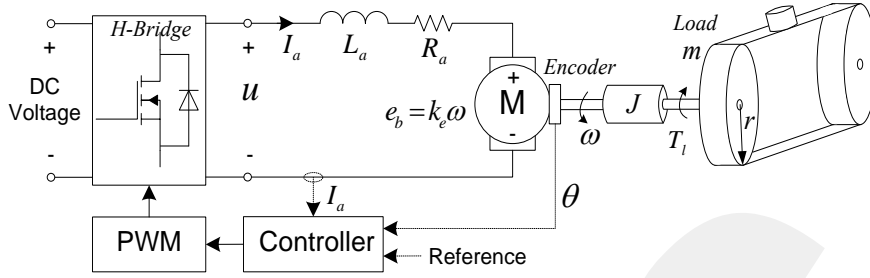 H-Bridge
+
DC
Voltage
-
+
u
-
I_a
L_a
R_a
e_b = k_e ω
+
M
-
Encoder
ω
J
T_l
Load
m
r
I_a
θ
PWM
Controller
Reference